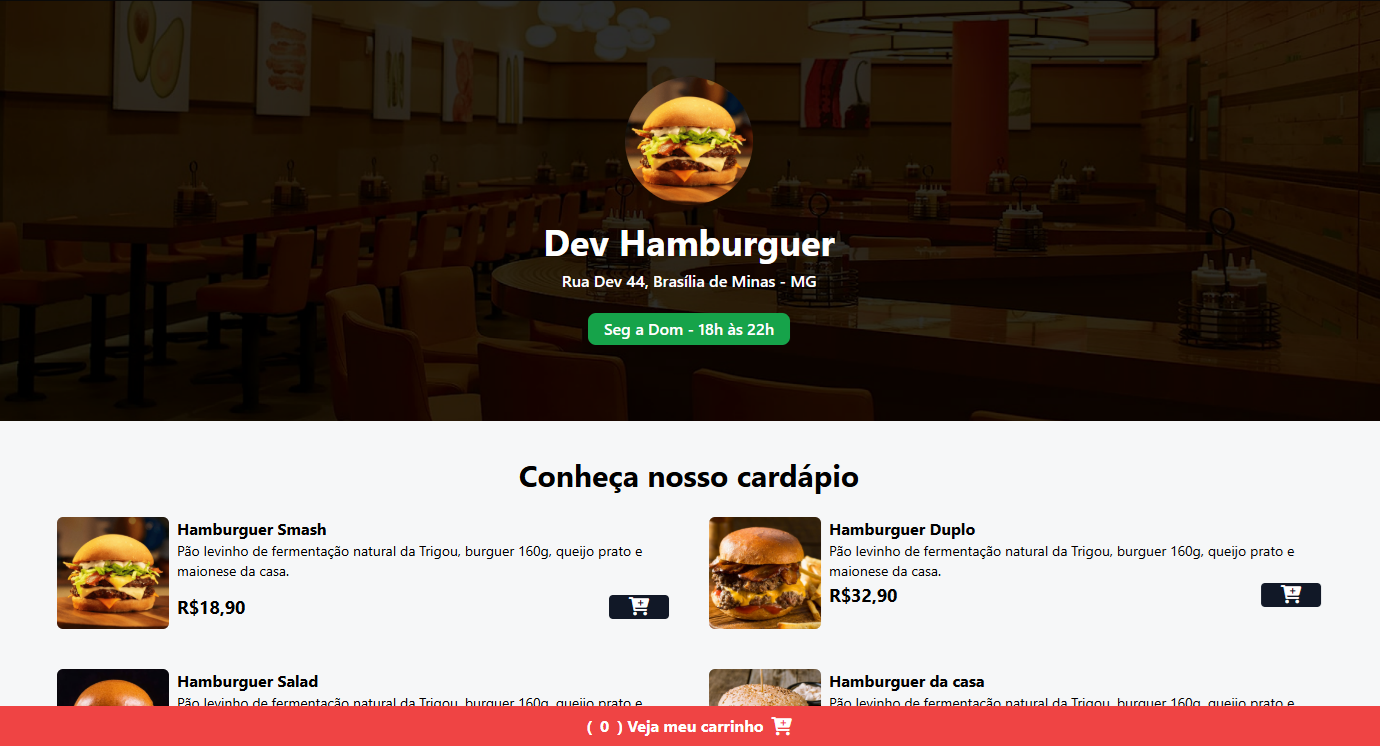 Dev Hamburguer
Rua Dev 44, Brasília de Minas - MG
Seg a Dom - 18h às 22h
Conheça nosso cardápio
Hamburguer Smash
Pão levinho de fermentação natural da Trigou, burguer 160g, queijo prato e
maionese da casa.
R$18,90
Hamburguer Duplo
Pão levinho de fermentação natural da Trigou, burguer 160g, queijo prato e
maionese da casa.
R$32,90
Hamburguer Salad
Pão levinho de fermentação natural da Trigou, burguer 160g, queijo prato e
Hamburguer da casa
Pão levinho de fermentação natural da Trigou, burguer 160g, queijo prato e
( 0 ) Veja meu carrinho